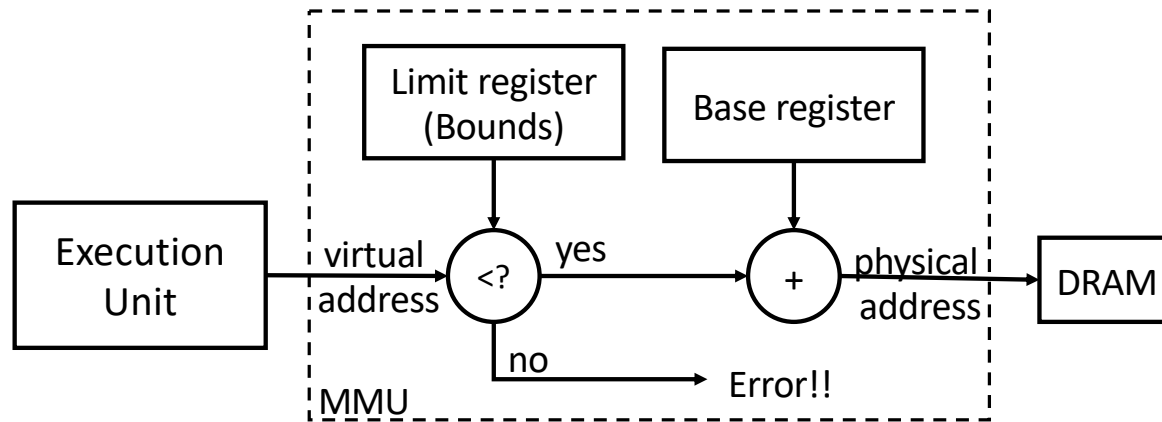 Limit register
(Bounds)
Base register
Execution
Unit
virtual
address
<?
yes
+
physical
address
DRAM
no
Error!!
MMU